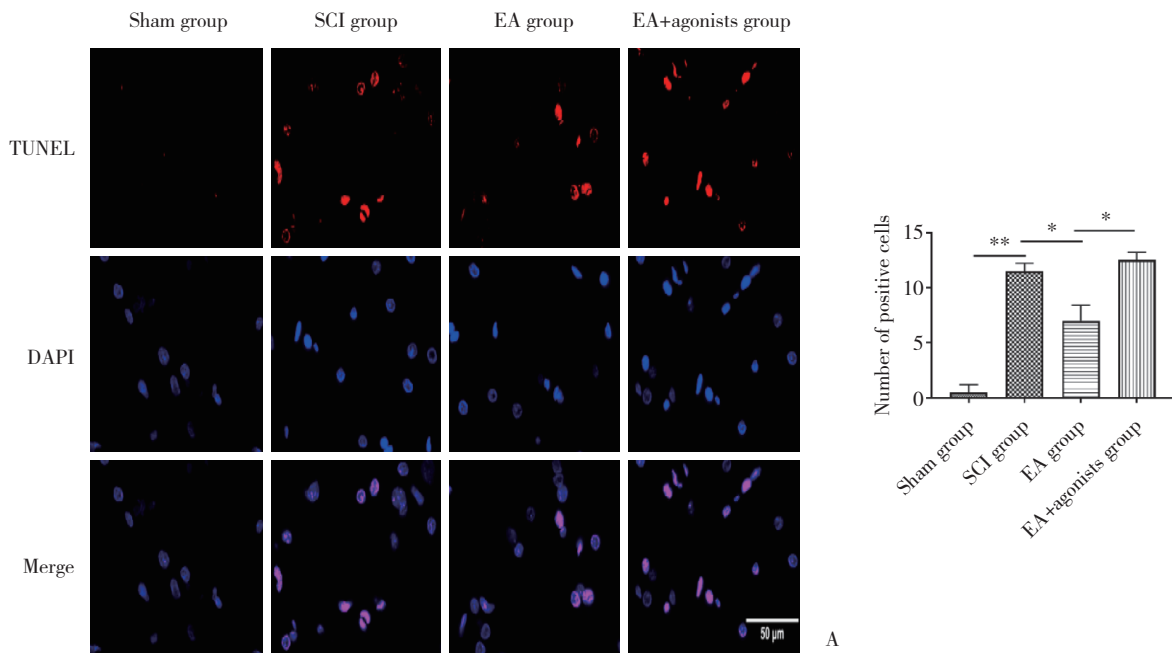 Sham group
SCI group
EA group
EA+agonists group
TUNEL
DAPI
Merge
50 μm
A
Number of positive cells
15
10
5
0
**
*
*
Sham group
SCI group
EA group
EA+agonists group